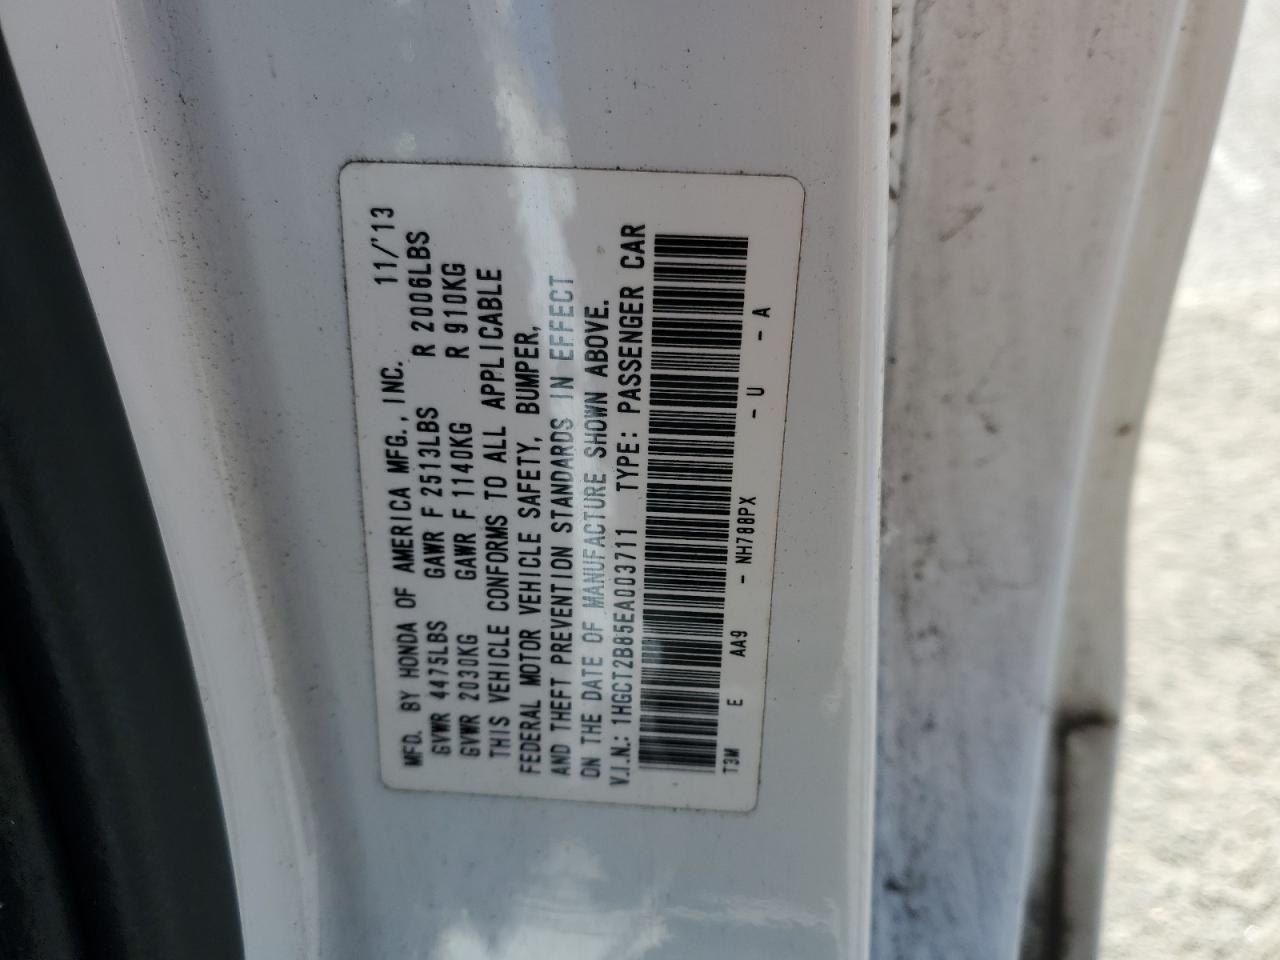 MFD. BY HONDA OF AMERICA MFG., INC. 11/'13
GVWR 4475LBS GAWR F 2513LBS R 2006LBS
GVWR 2030KG GAWR F 1140KG R 910KG
THIS VEHICLE CONFORMS TO ALL APPLICABLE
FEDERAL MOTOR VEHICLE SAFETY, BUMPER,
AND THEFT PREVENTION STANDARDS IN EFFECT
ON THE DATE OF MANUFACTURE SHOWN ABOVE.
V.I.N.: 1HGCT2B85EA003711 TYPE: PASSENGER CAR
T3M E AA9 - NH788PX - U - A